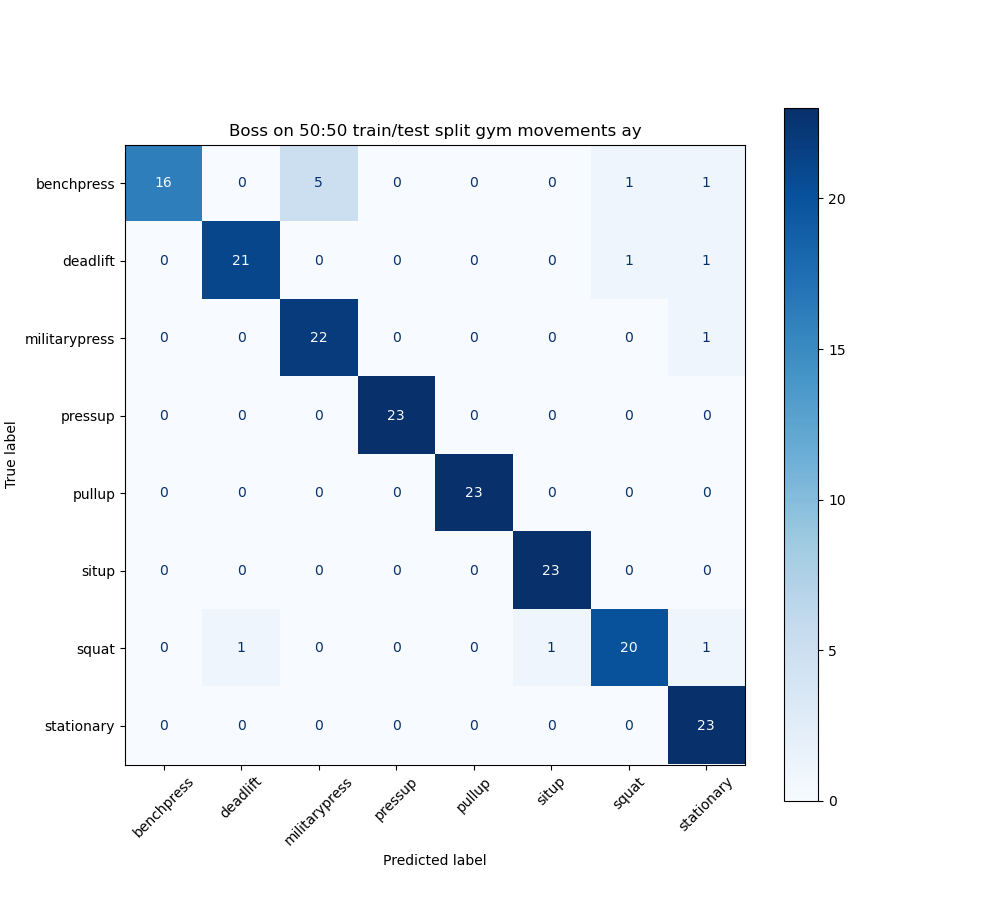 Boss on 50:50 train/test split gym movements ay
benchpress 16 0 5 0 0 0 1 1
deadlift 0 21 0 0 0 0 1 1
militarypress 0 0 22 0 0 0 0 1
pressup 0 0 0 23 0 0 0 0
pullup 0 0 0 0 23 0 0 0
situp 0 0 0 0 0 23 0 0
squat 0 1 0 0 0 1 20 1
stationary 0 0 0 0 0 0 0 23
True label
benchpress deadlift militarypress pressup pullup situp squat stationary
Predicted label
20
15
10
5
0